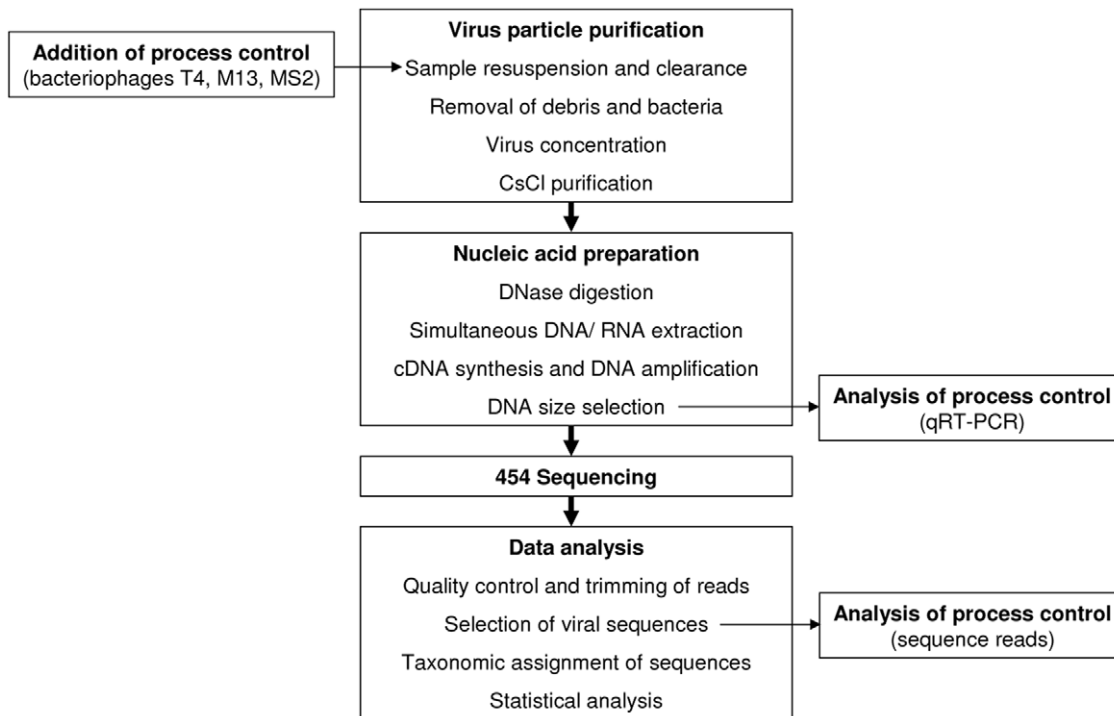 Addition of process control
(bacteriophages T4, M13, MS2)
Virus particle purification
Sample resuspension and clearance
Removal of debris and bacteria
Virus concentration
CsCl purification
Nucleic acid preparation
DNase digestion
Simultaneous DNA/ RNA extraction
cDNA synthesis and DNA amplification
DNA size selection
Analysis of process control
(qRT-PCR)
454 Sequencing
Data analysis
Quality control and trimming of reads
Selection of viral sequences
Analysis of process control
(sequence reads)
Taxonomic assignment of sequences
Statistical analysis